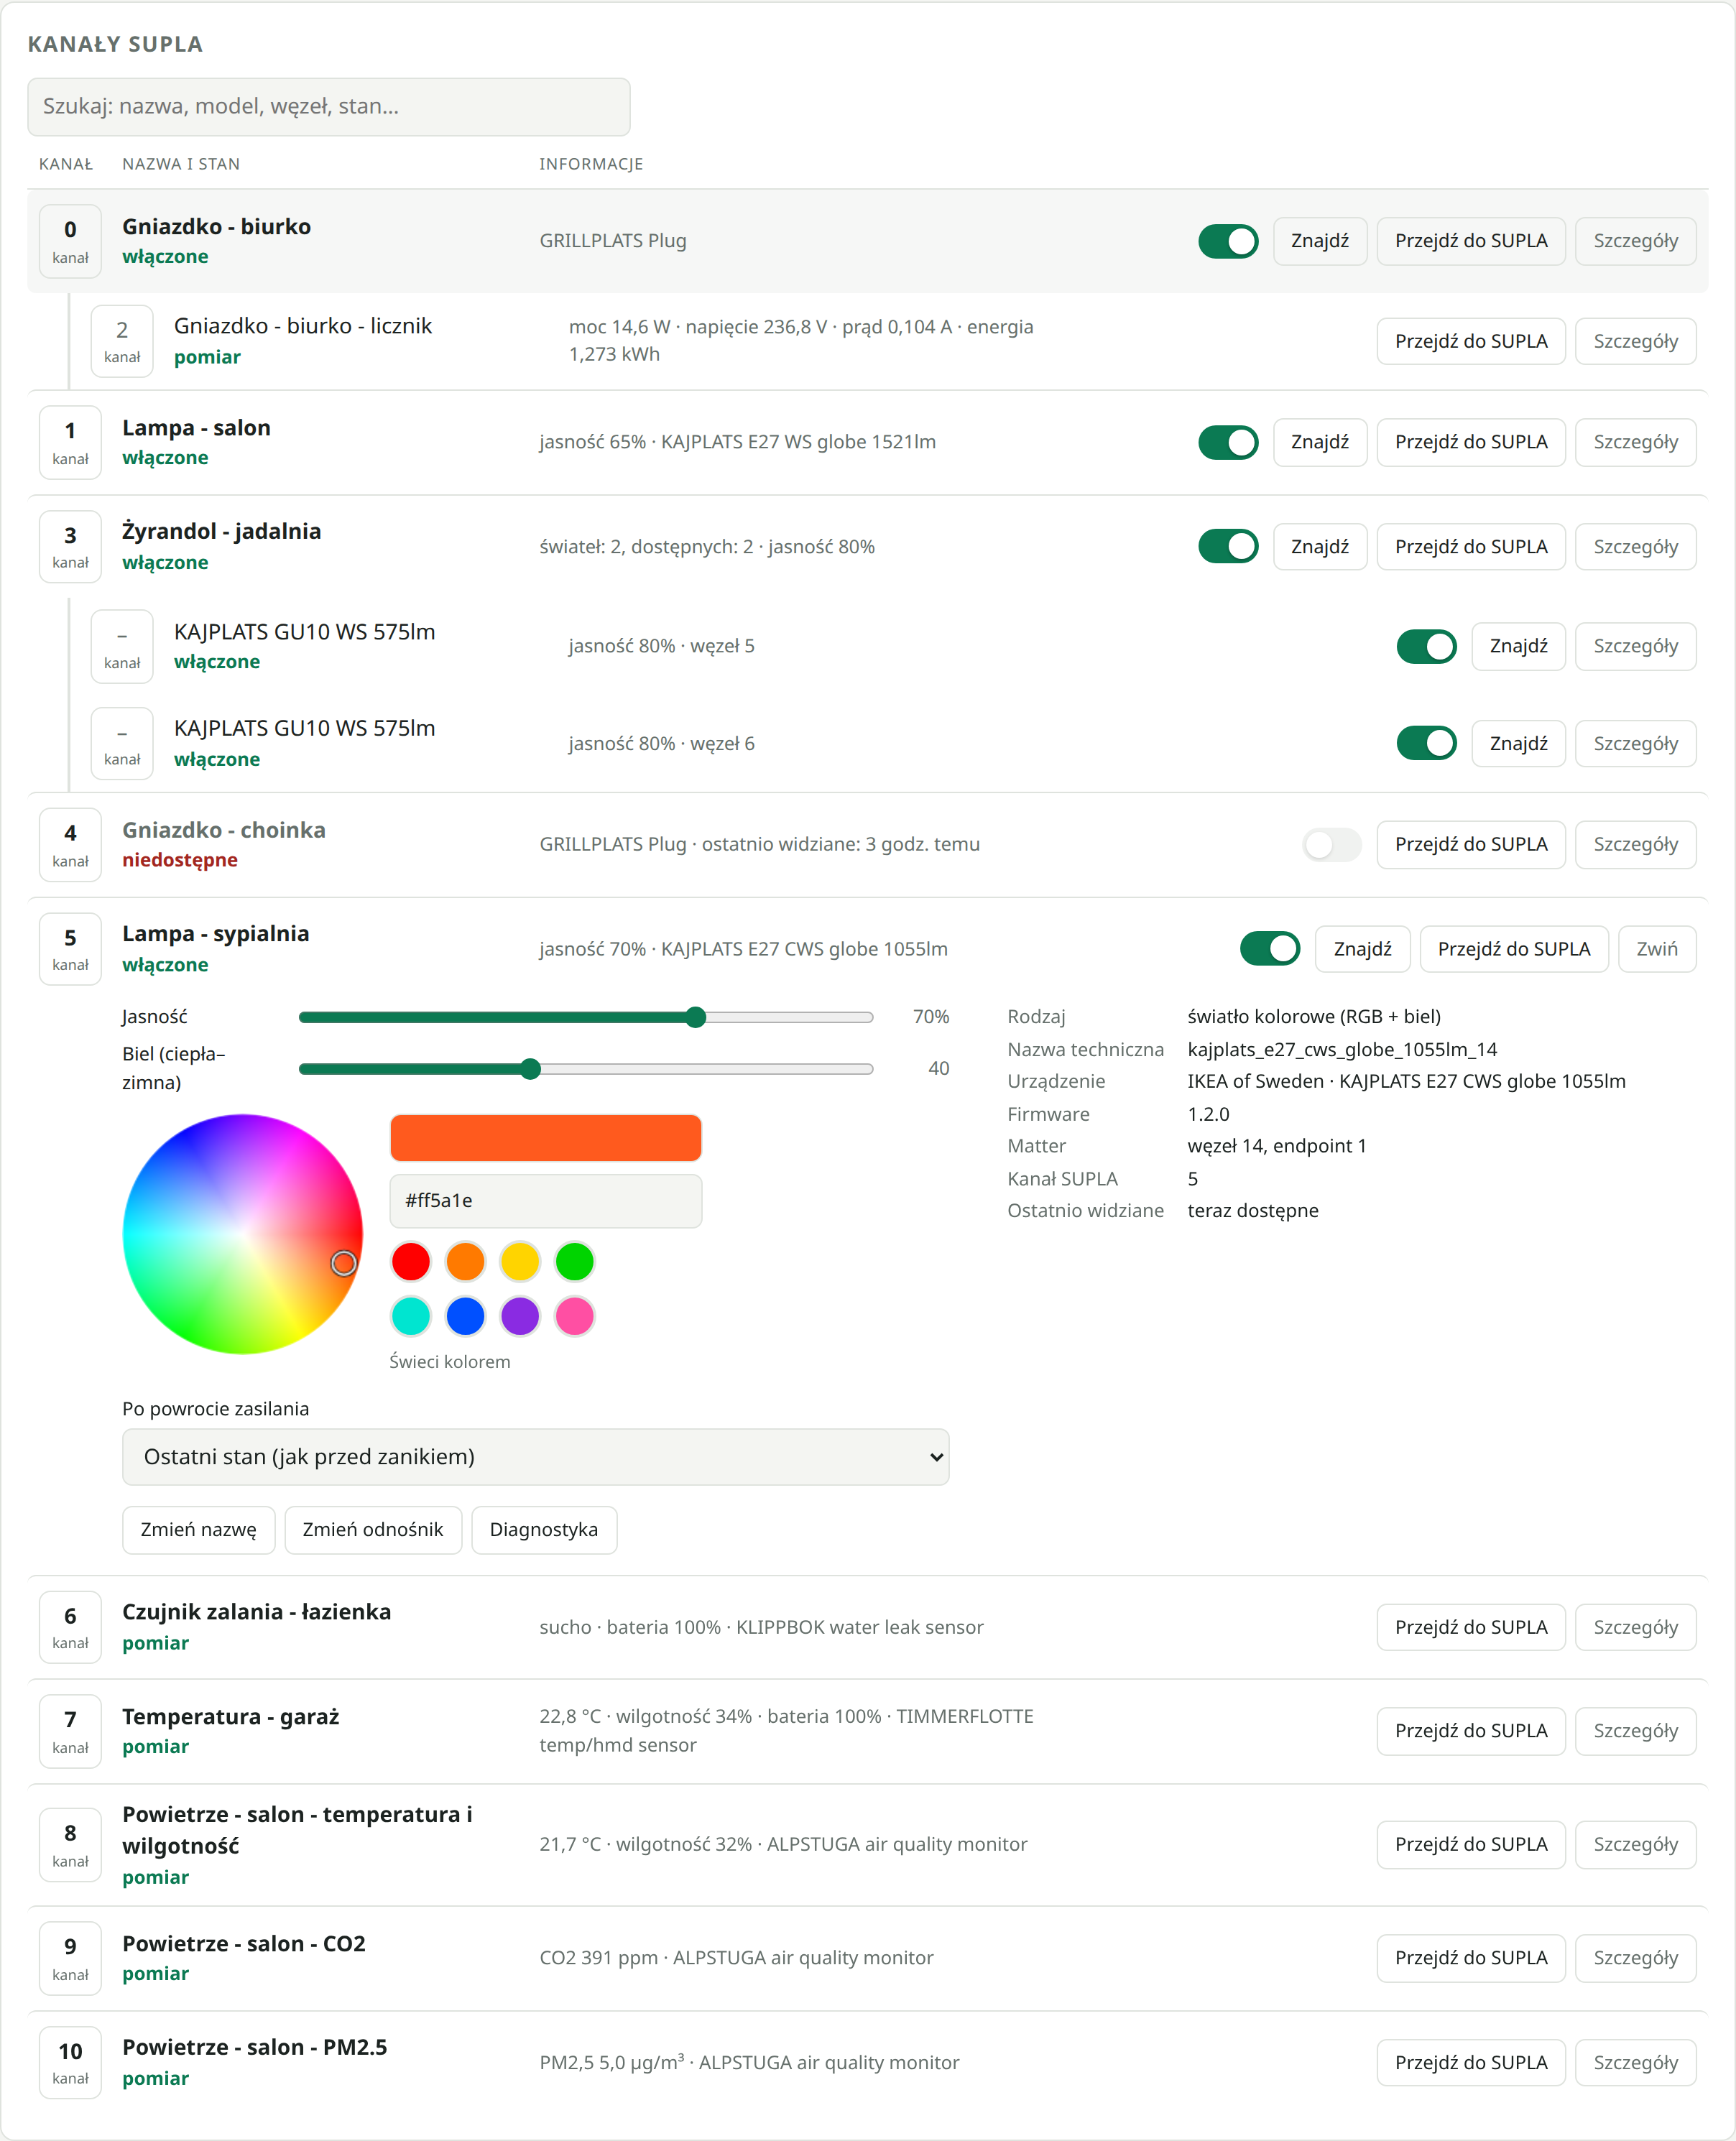 KANAŁY SUPLA
Szukaj: nazwa, model, węzeł, stan...
KANAŁ NAZWA I STAN INFORMACJE
0 kanał
Gniazdko - biurko
włączone
GRILLPLATS Plug
Znajdź Przejdź do SUPLA Szczegóły
2 kanał
Gniazdko - biurko - licznik
pomiar
moc 14,6 W · napięcie 236,8 V · prąd 0,104 A · energia
1,273 kWh
Przejdź do SUPLA Szczegóły
1 kanał
Lampa - salon
włączone
jasność 65% · KAJPLATS E27 WS globe 1521lm
Znajdź Przejdź do SUPLA Szczegóły
3 kanał
Żyrandol - jadalnia
włączone
świateł: 2, dostępnych: 2 · jasność 80%
Znajdź Przejdź do SUPLA Szczegóły
– kanał
KAJPLATS GU10 WS 575lm
włączone
jasność 80% · węzeł 5
Znajdź Szczegóły
– kanał
KAJPLATS GU10 WS 575lm
włączone
jasność 80% · węzeł 6
Znajdź Szczegóły
4 kanał
Gniazdko - choinka
niedostępne
GRILLPLATS Plug · ostatnio widziane: 3 godz. temu
Przejdź do SUPLA Szczegóły
5 kanał
Lampa - sypialnia
włączone
jasność 70% · KAJPLATS E27 CWS globe 1055lm
Znajdź Przejdź do SUPLA Zwiń
Jasność 70%
Biel (ciepła–
zimna) 40
#ff5a1e
Świeci kolorem
Po powrocie zasilania
Ostatni stan (jak przed zanikiem)
Zmień nazwę Zmień odnośnik Diagnostyka
Rodzaj światło kolorowe (RGB + biel)
Nazwa techniczna kajplats_e27_cws_globe_1055lm_14
Urządzenie IKEA of Sweden · KAJPLATS E27 CWS globe 1055lm
Firmware 1.2.0
Matter węzeł 14, endpoint 1
Kanał SUPLA 5
Ostatnio widziane teraz dostępne
6 kanał
Czujnik zalania - łazienka
pomiar
sucho · bateria 100% · KLIPPBOK water leak sensor
Przejdź do SUPLA Szczegóły
7 kanał
Temperatura - garaż
pomiar
22,8 °C · wilgotność 34% · bateria 100% · TIMMERFLOTTE
temp/hmd sensor
Przejdź do SUPLA Szczegóły
8 kanał
Powietrze - salon - temperatura i
wilgotność
pomiar
21,7 °C · wilgotność 32% · ALPSTUGA air quality monitor
Przejdź do SUPLA Szczegóły
9 kanał
Powietrze - salon - CO2
pomiar
CO2 391 ppm · ALPSTUGA air quality monitor
Przejdź do SUPLA Szczegóły
10 kanał
Powietrze - salon - PM2.5
pomiar
PM2,5 5,0 µg/m³ · ALPSTUGA air quality monitor
Przejdź do SUPLA Szczegóły